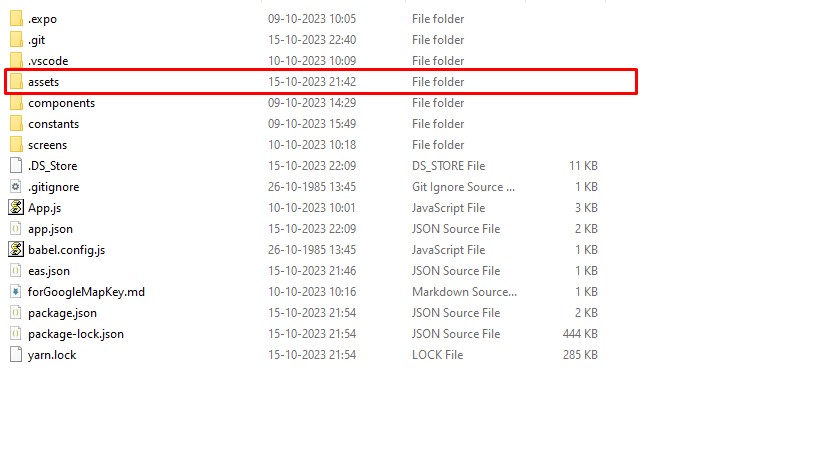 .expo 09-10-2023 10:05 File folder
.git 15-10-2023 22:40 File folder
.vscode 10-10-2023 10:09 File folder
assets 15-10-2023 21:42 File folder
components 09-10-2023 14:29 File folder
constants 09-10-2023 15:49 File folder
screens 10-10-2023 10:18 File folder
.DS_Store 15-10-2023 22:09 DS_STORE File 11 KB
.gitignore 26-10-1985 13:45 Git Ignore Source ... 1 KB
App.js 10-10-2023 10:01 JavaScript File 3 KB
app.json 15-10-2023 22:09 JSON Source File 2 KB
babel.config.js 26-10-1985 13:45 JavaScript File 1 KB
eas.json 15-10-2023 21:46 JSON Source File 1 KB
forGoogleMapKey.md 10-10-2023 10:16 Markdown Source... 1 KB
package.json 15-10-2023 21:54 JSON Source File 2 KB
package-lock.json 15-10-2023 21:54 JSON Source File 444 KB
yarn.lock 15-10-2023 21:54 LOCK File 285 KB